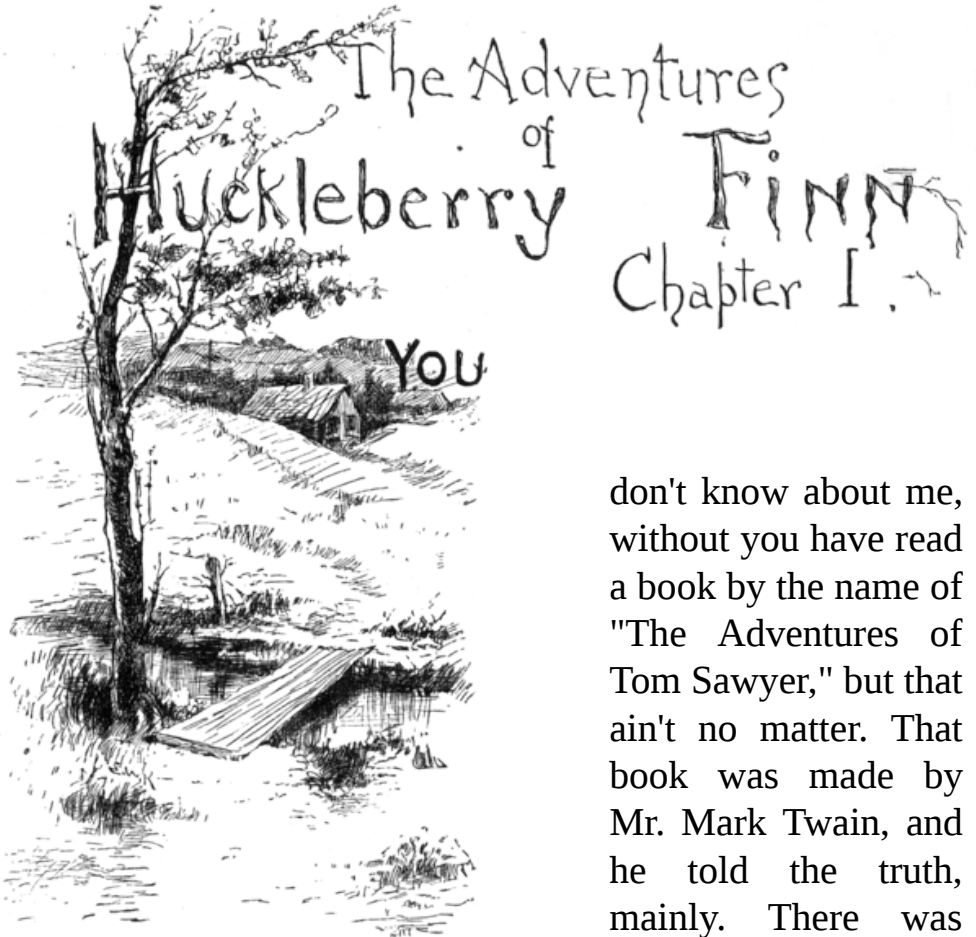 The Adventures
of
Huckleberry Finn
Chapter I.
YOU
don't know about me,
without you have read
a book by the name of
"The Adventures of
Tom Sawyer," but that
ain't no matter. That
book was made by
Mr. Mark Twain, and
he told the truth,
mainly. There was